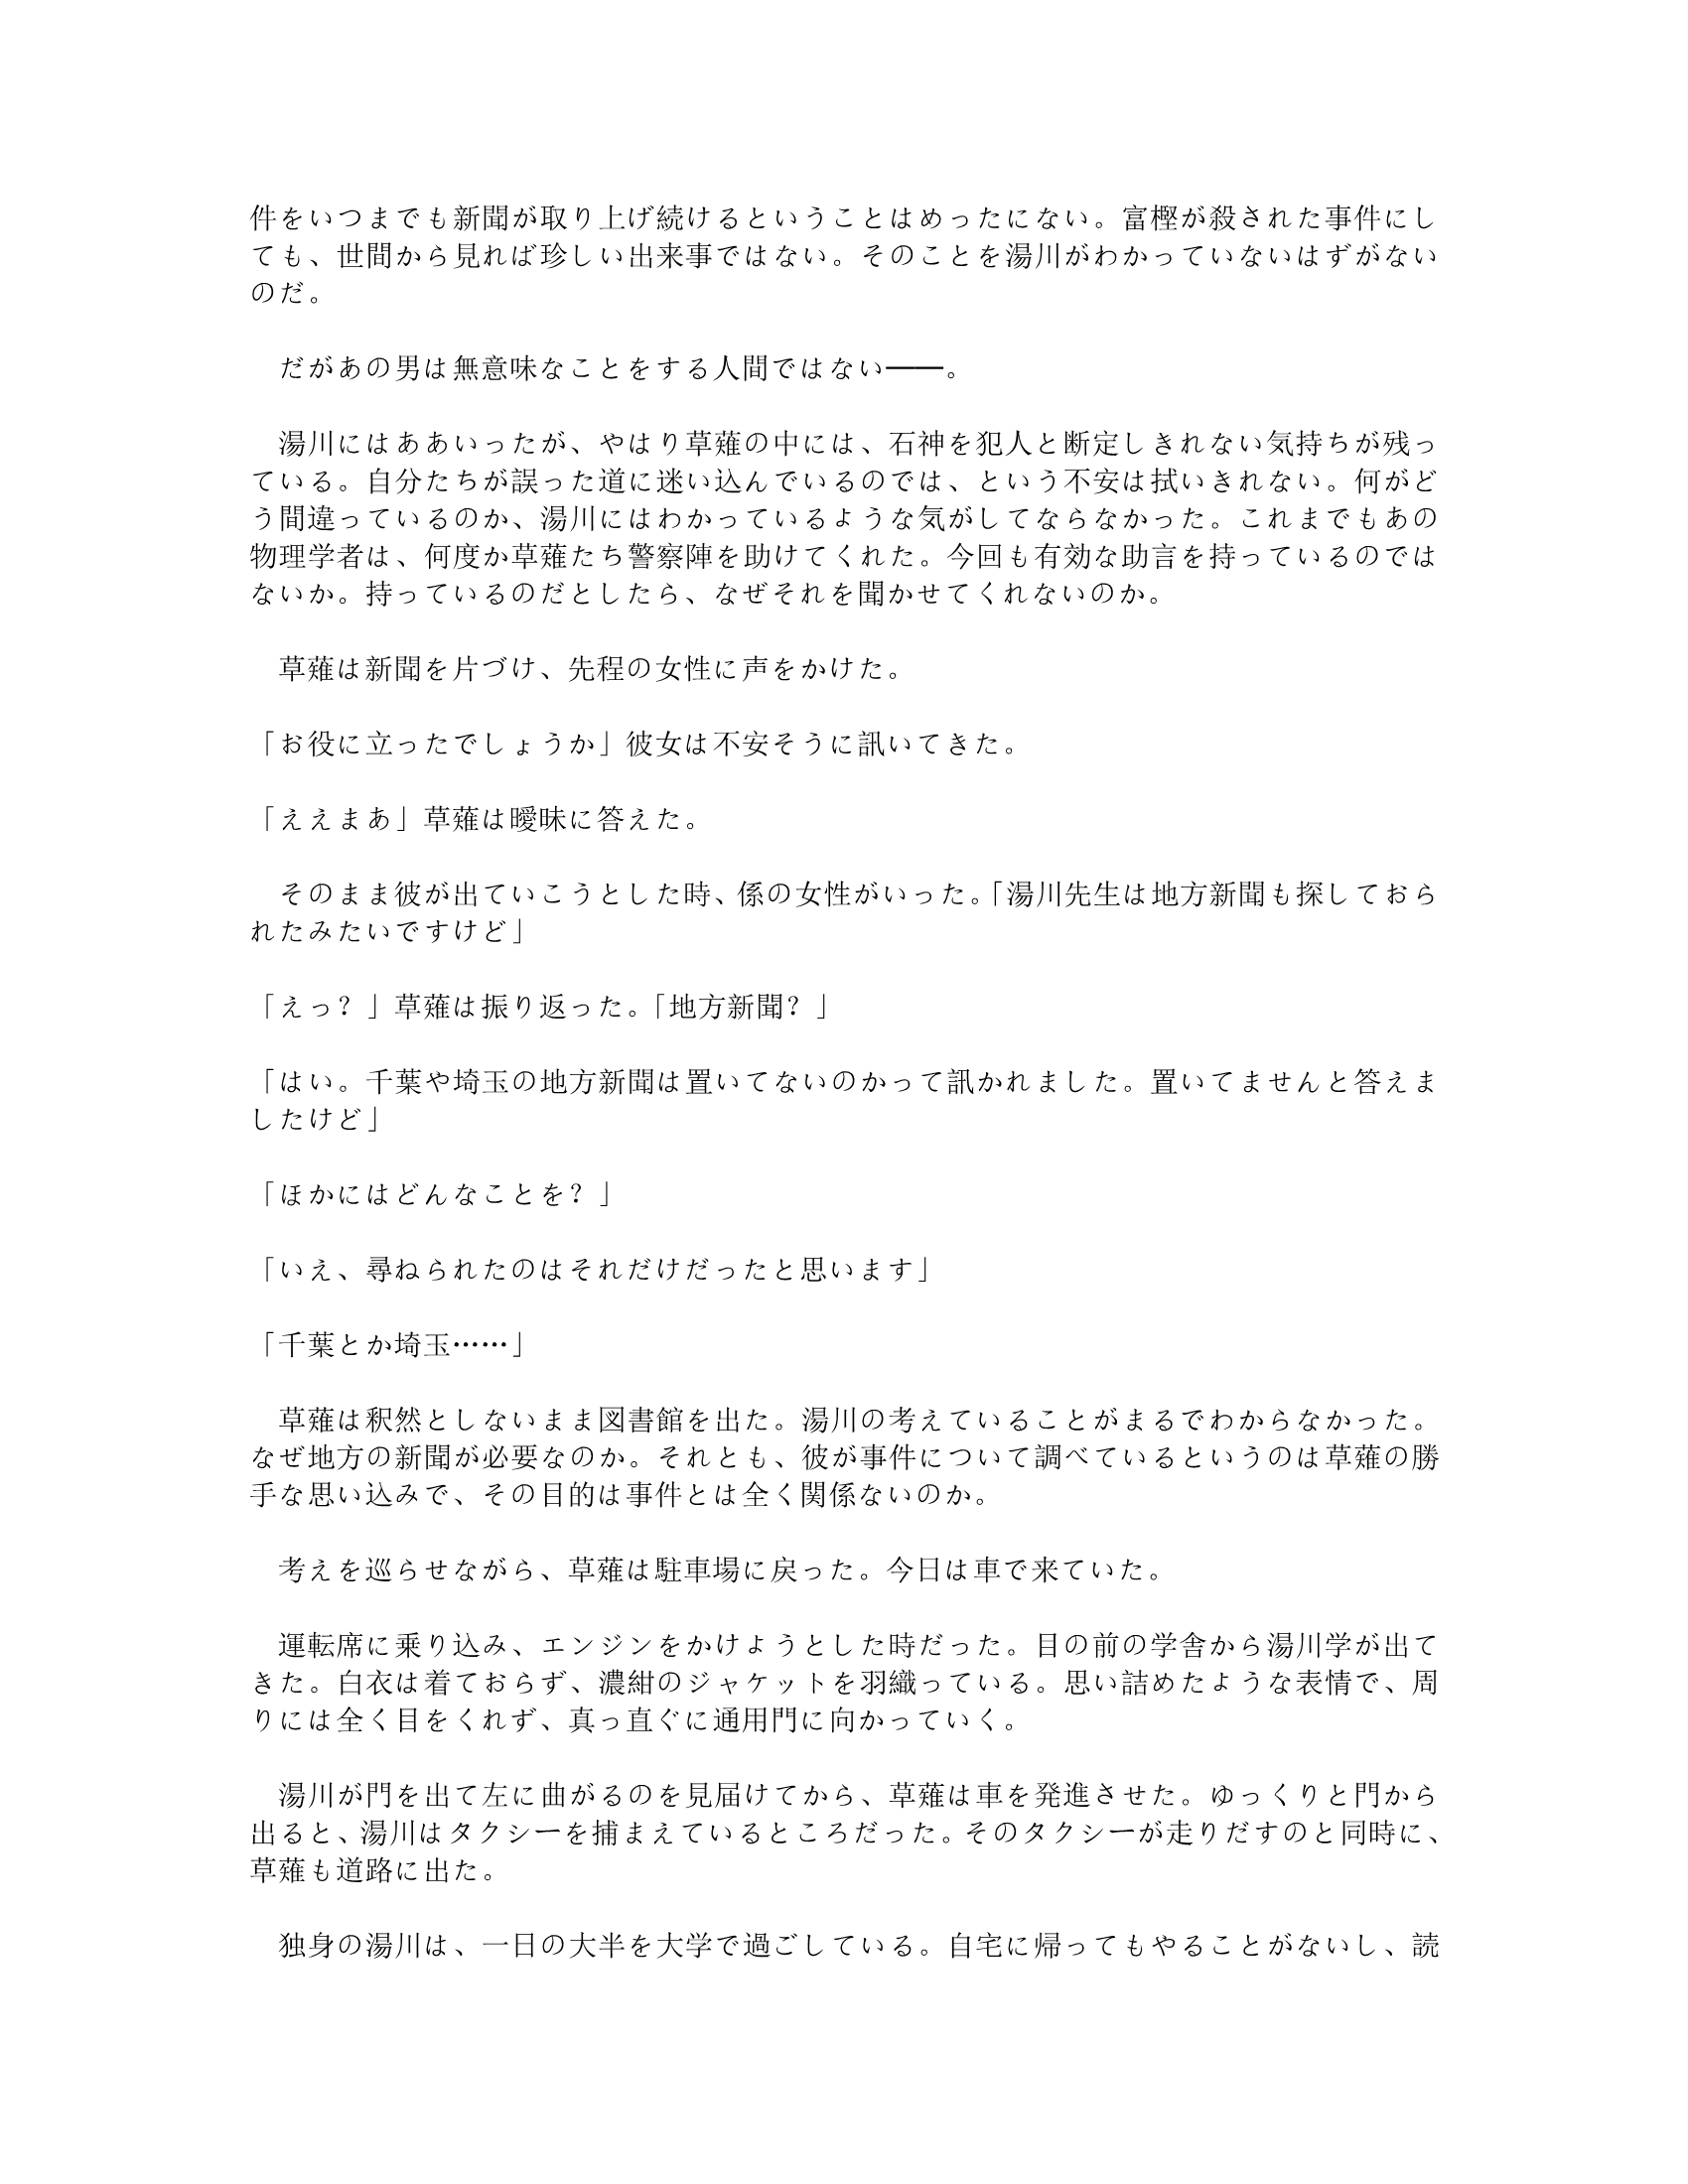 件をいつまでも新聞が取り上げ続けるということはめったにない。富樫が殺された事件にし
ても、世間から見れば珍しい出来事ではない。そのことを湯川がわかっていないはずがない
のだ。
だがあの男は無意味なことをする人間ではない――。
湯川にはああいったが、やはり草薙の中には、石神を犯人と断定しきれない気持ちが残っ
ている。自分たちが誤った道に迷い込んでいるのでは、という不安は拭いきれない。何がど
う間違っているのか、湯川にはわかっているような気がしてならなかった。これまでもあの
物理学者は、何度か草薙たち警察陣を助けてくれた。今回も有効な助言を持っているのでは
ないか。持っているのだとしたら、なぜそれを聞かせてくれないのか。
草薙は新聞を片づけ、先程の女性に声をかけた。
「お役に立ったでしょうか」彼女は不安そうに訊いてきた。
「ええまあ」草薙は曖昧に答えた。
そのまま彼が出ていこうとした時、係の女性がいった。「湯川先生は地方新聞も探しておら
れたみたいですけど」
「えっ？」草薙は振り返った。「地方新聞？」
「はい。千葉や埼玉の地方新聞は置いてないのかって訊かれました。置いてませんと答えま
したけど」
「ほかにはどんなことを？」
「いえ、尋ねられたのはそれだけだったと思います」
「千葉とか埼玉……」
草薙は釈然としないまま図書館を出た。湯川の考えていることがまるでわからなかった。
なぜ地方の新聞が必要なのか。それとも、彼が事件について調べているというのは草薙の勝
手な思い込みで、その目的は事件とは全く関係ないのか。
考えを巡らせながら、草薙は駐車場に戻った。今日は車で来ていた。
運転席に乗り込み、エンジンをかけようとした時だった。目の前の学舎から湯川学が出て
きた。白衣は着ておらず、濃紺のジャケットを羽織っている。思い詰めたような表情で、周
りには全く目をくれず、真っ直ぐに通用門に向かっていく。
湯川が門を出て左に曲がるのを見届けてから、草薙は車を発進させた。ゆっくりと門から
出ると、湯川はタクシーを捕まえているところだった。そのタクシーが走りだすのと同時に、
草薙も道路に出た。
独身の湯川は、一日の大半を大学で過ごしている。自宅に帰ってもやることがないし、読